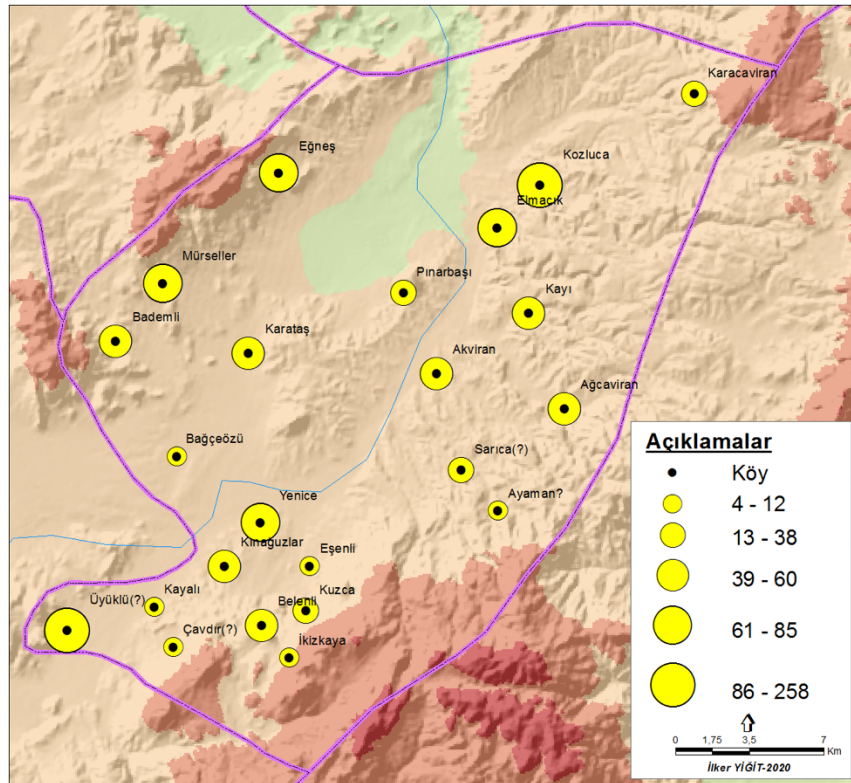 Karacaviran
Eğneş
Kozluca
Elmacık
Mürseller
Pınarbaşı
Kayı
Bademli
Karataş
Akviran
Ağcaviran
Bağçeözü
Sarıca(?)
Ayaman?
Yenice
Kınağuzlar
Eşenli
Üyüklü(?)
Kayalı
Belenli
Kuzca
Çavdır(?)
İkizkaya
Açıklamalar
Köy
4 - 12
13 - 38
39 - 60
61 - 85
86 - 258
0 1,75 3,5 7
Km
İlker YİĞİT-2020